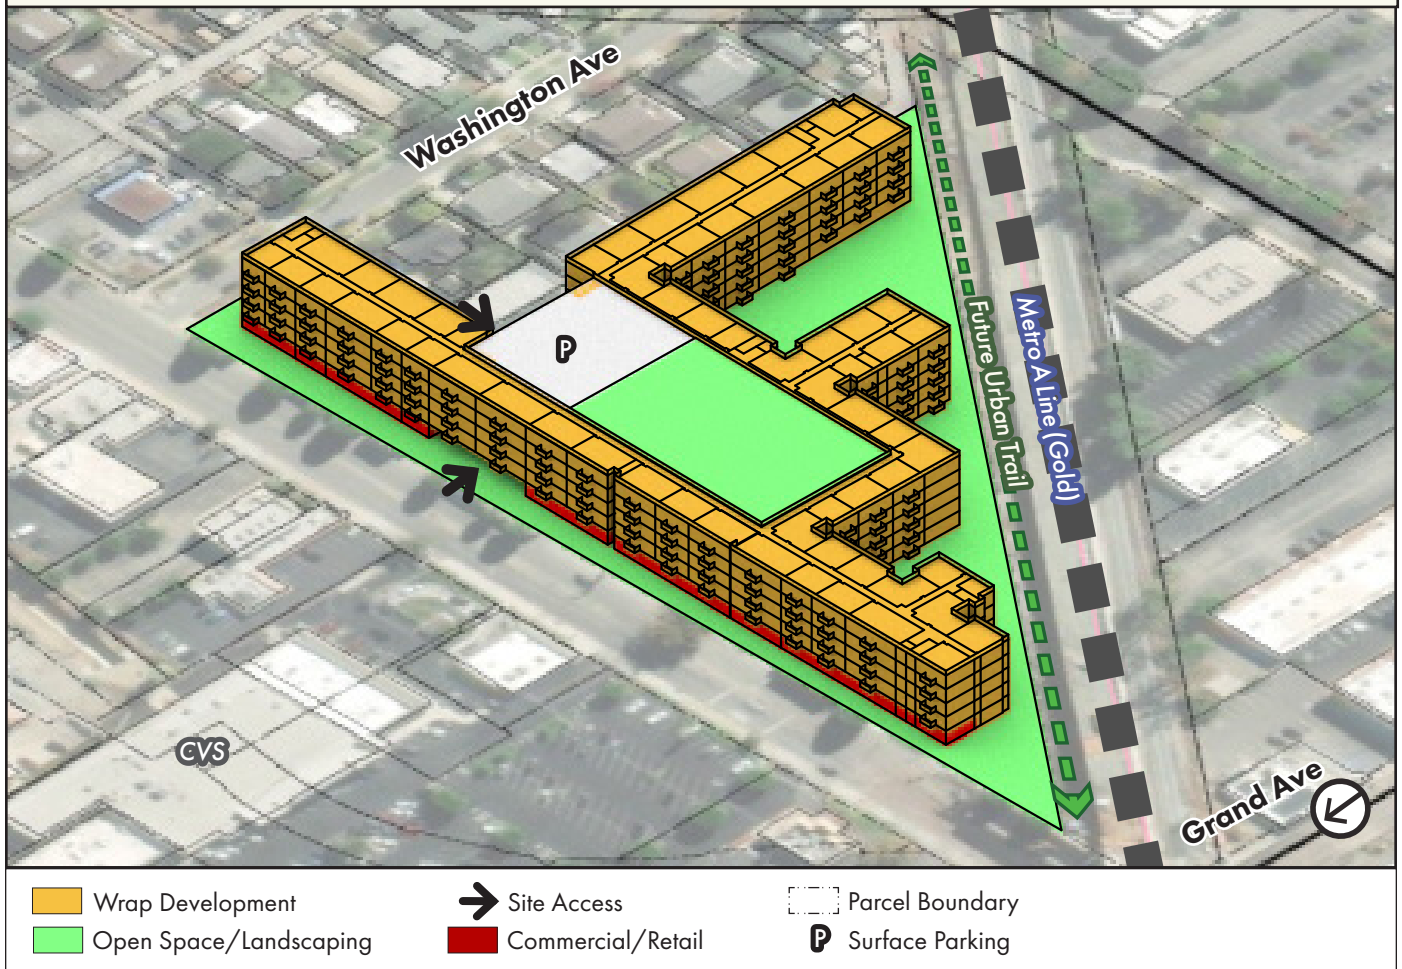 Washington Ave
P
Future Urban Trail
Metro A Line (Gold)
CVS
Grand Ave
Wrap Development
Site Access
Parcel Boundary
Open Space/Landscaping
Commercial/Retail
P Surface Parking